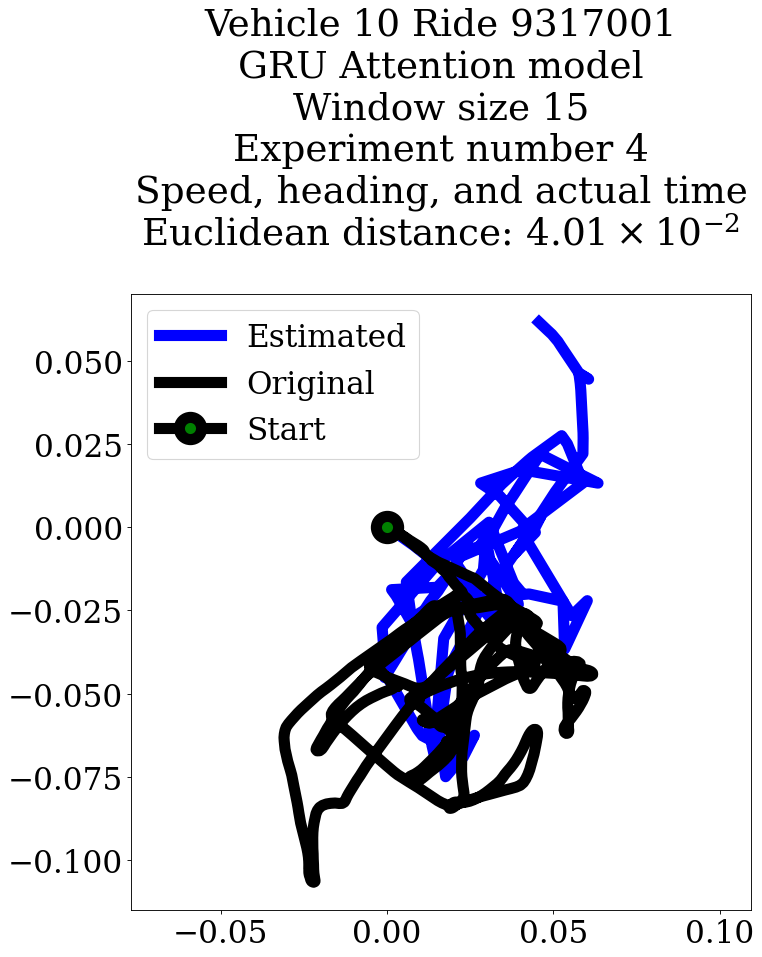 Vehicle 10 Ride 9317001
GRU Attention model
Window size 15
Experiment number 4
Speed, heading, and actual time
Euclidean distance: 4.01 × 10⁻²
Estimated
Original
Start
0.050
0.025
0.000
−0.025
−0.050
−0.075
−0.100
−0.05 0.00 0.05 0.10